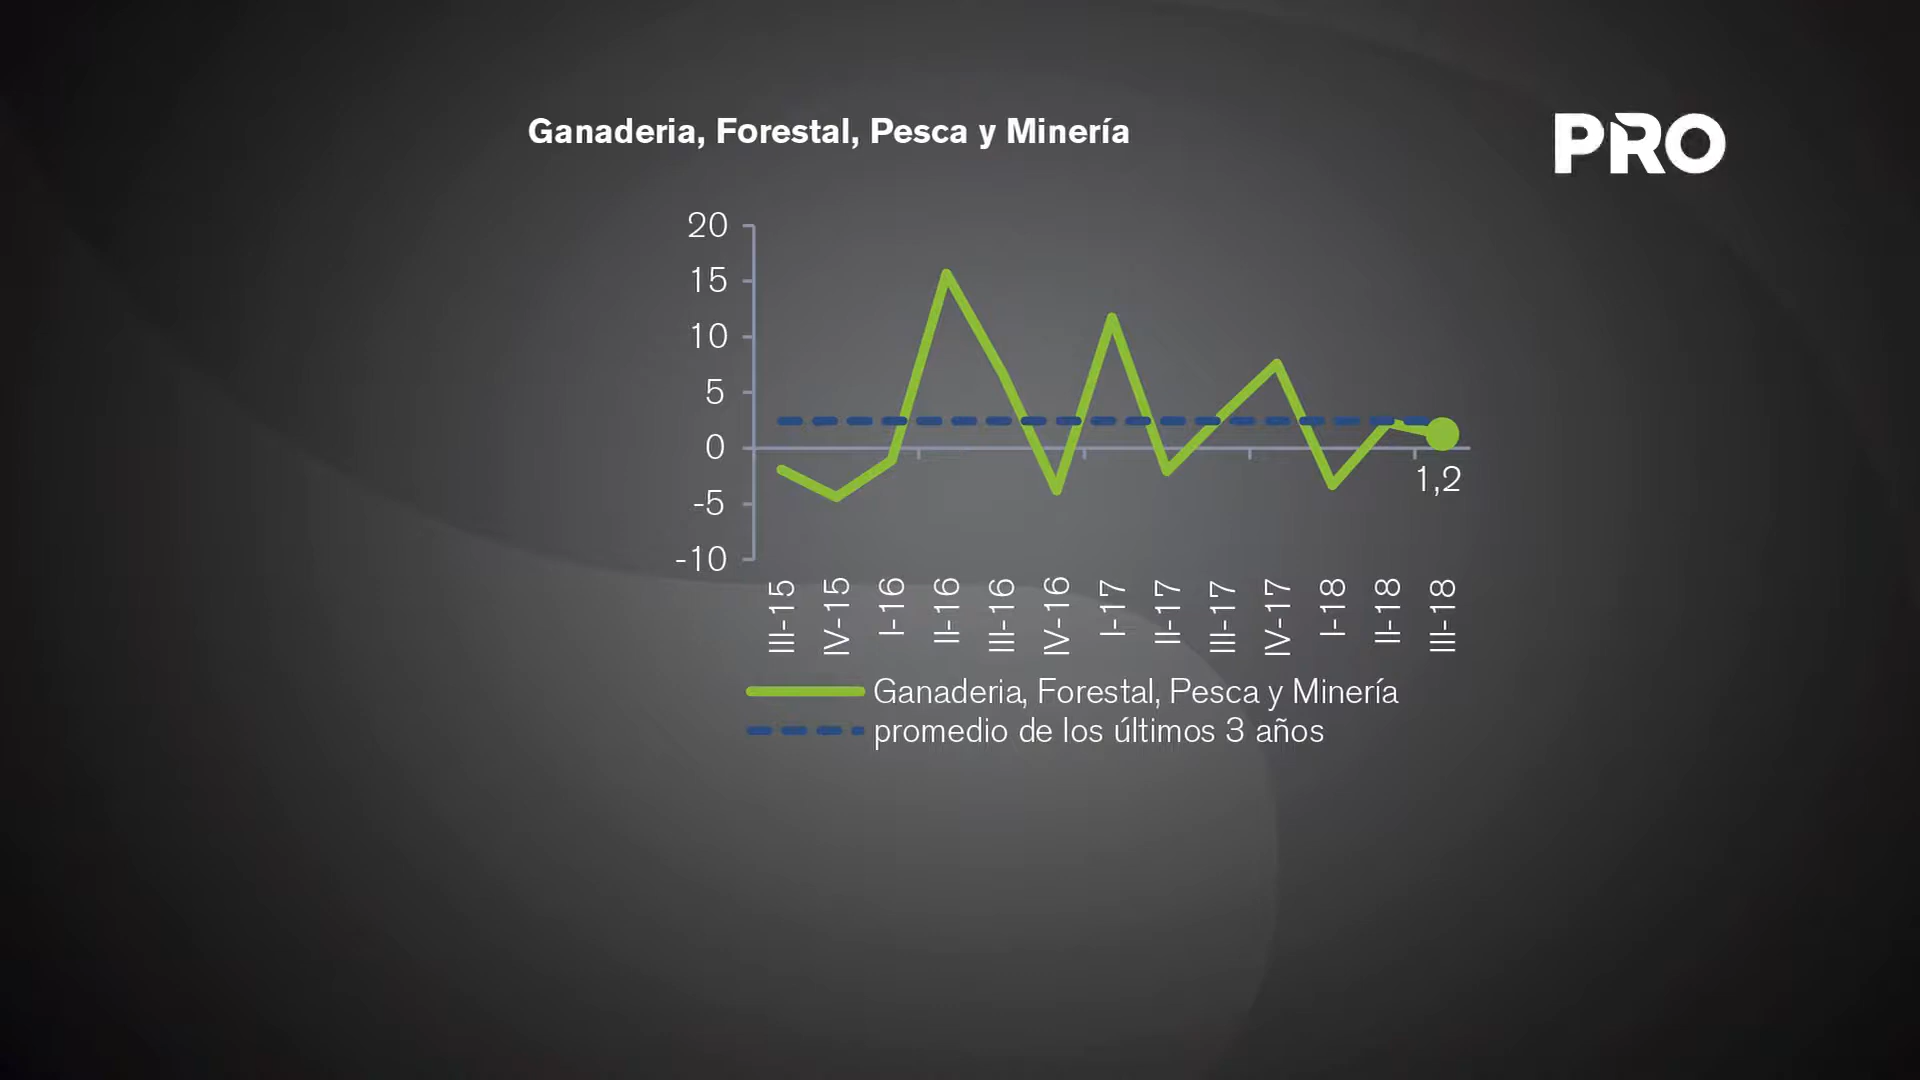 Ganaderia, Forestal, Pesca y Minería
PRO
20
15
10
5
0
-5
-10
1,2
III-15
IV-15
I-16
II-16
III-16
IV-16
I-17
II-17
III-17
IV-17
I-18
II-18
III-18
Ganaderia, Forestal, Pesca y Minería
promedio de los últimos 3 años